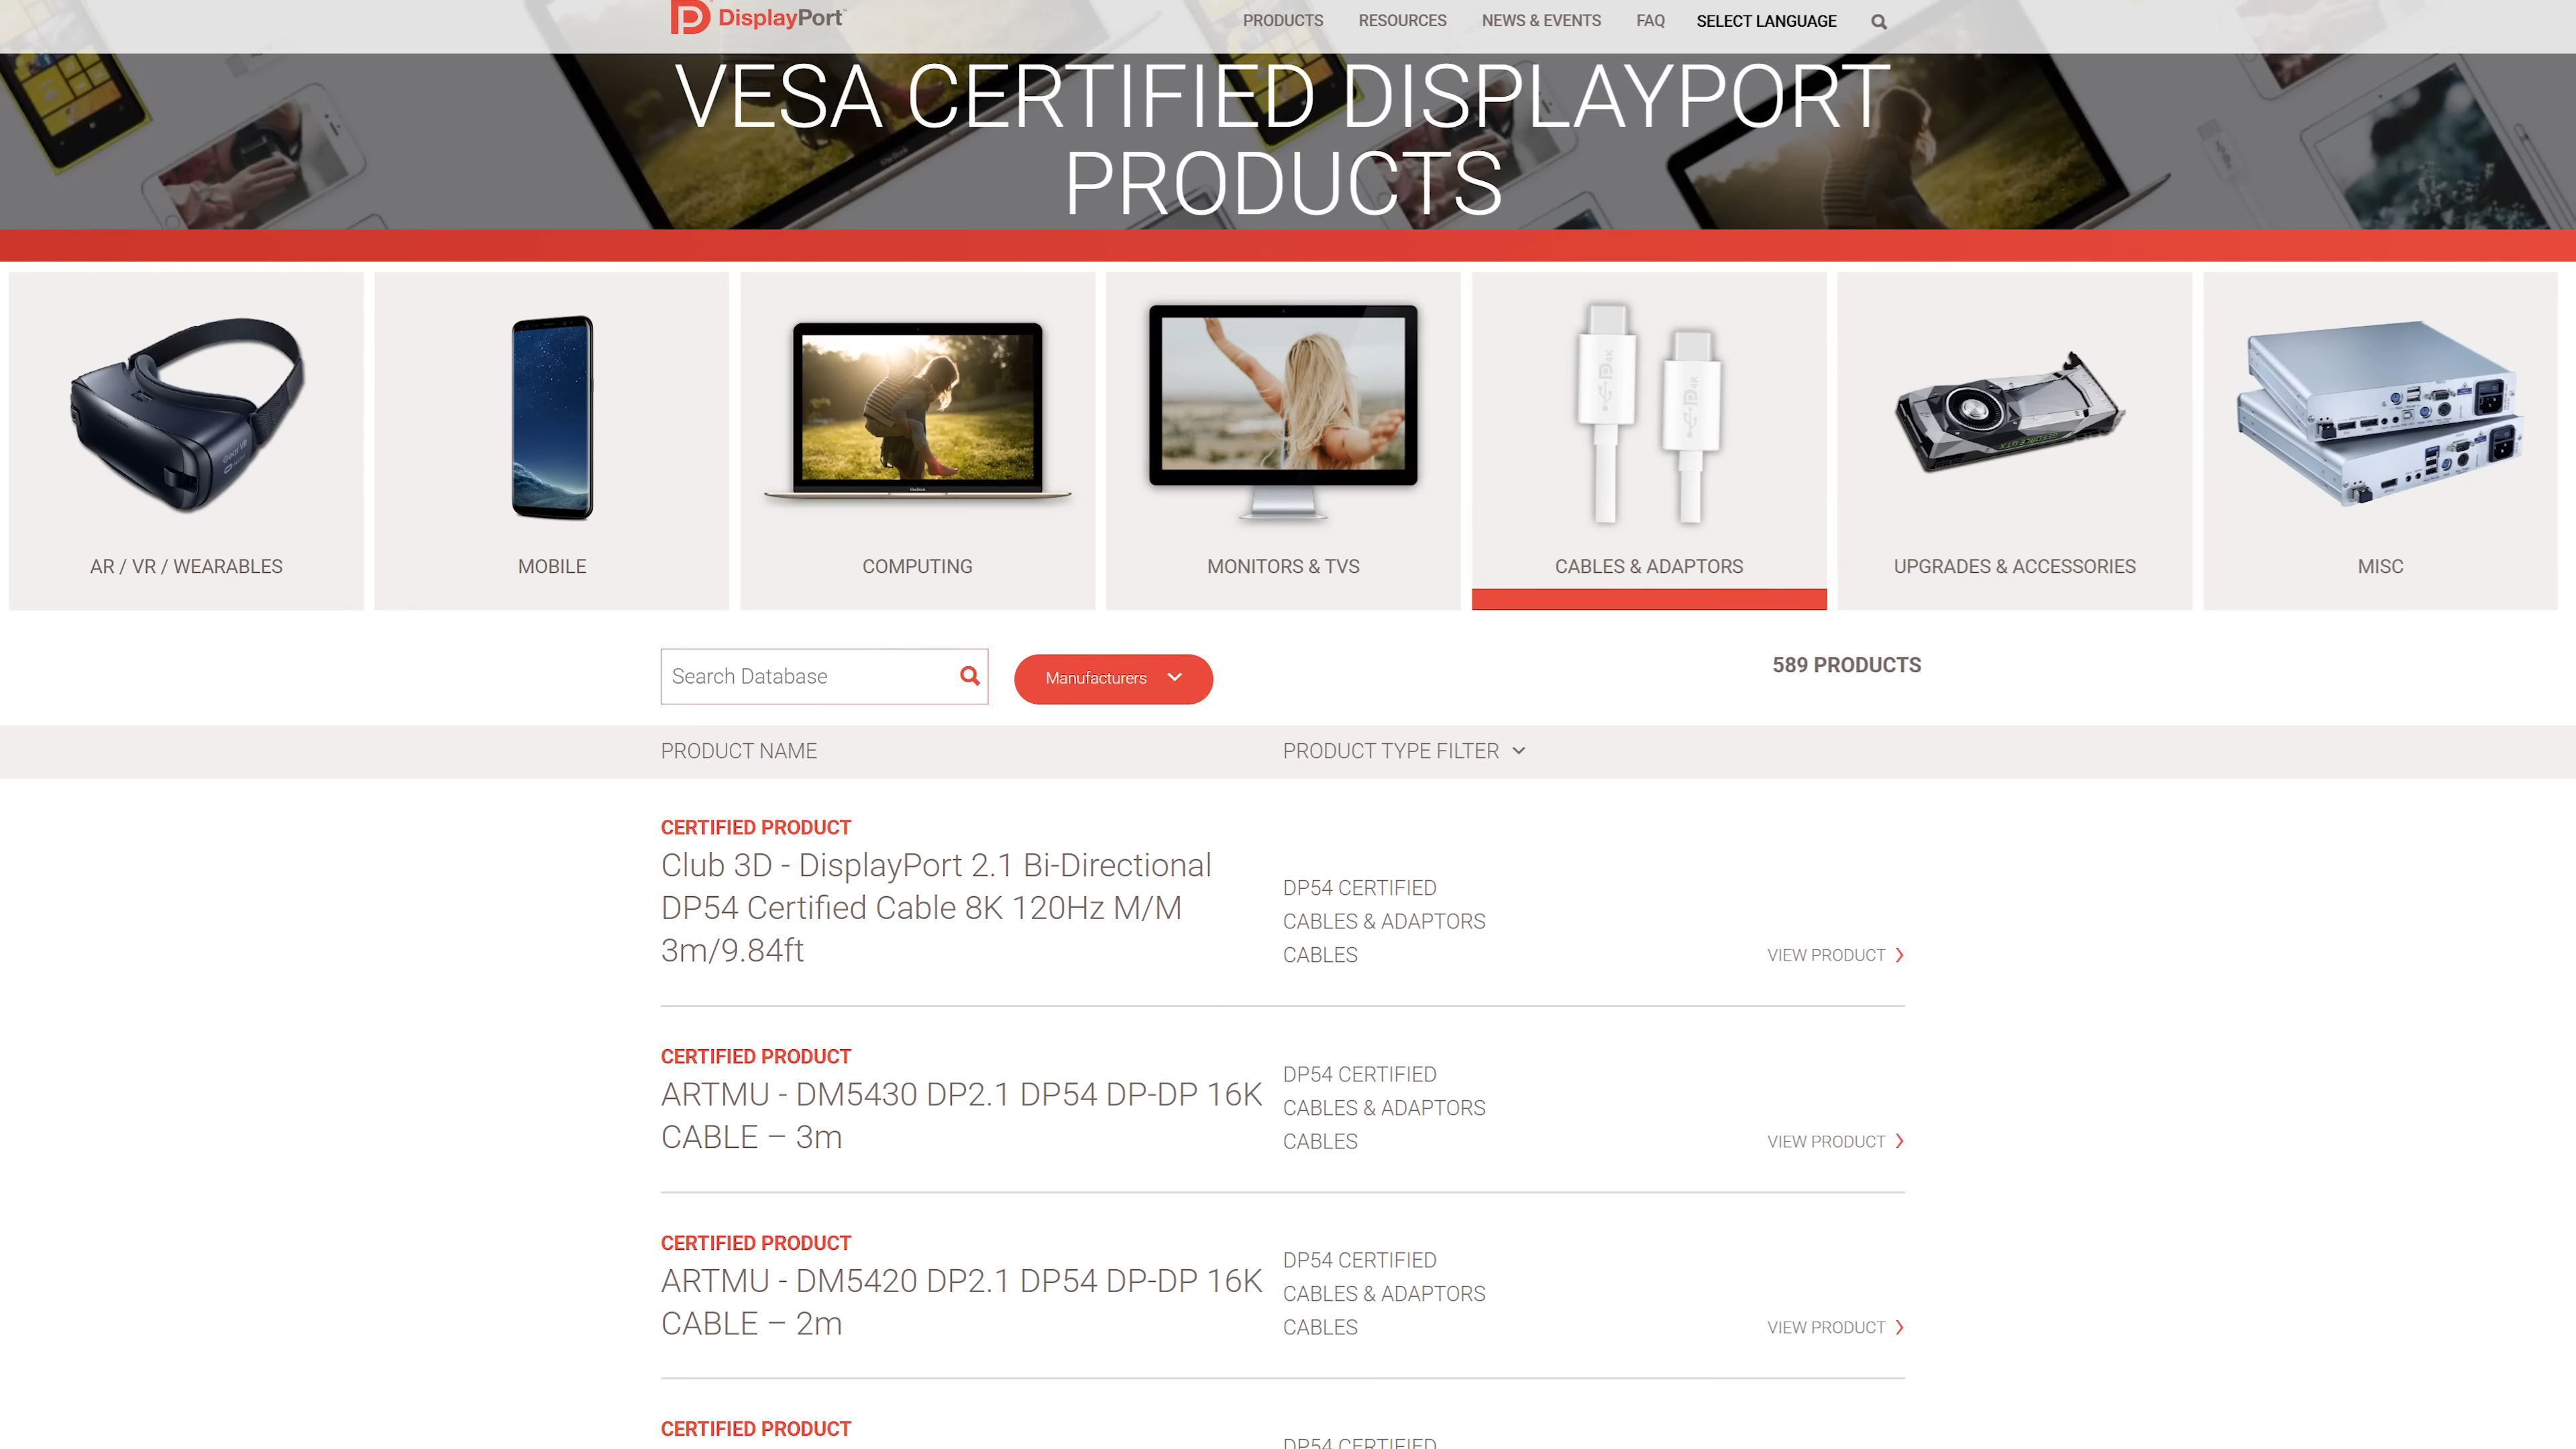 DisplayPort™
PRODUCTS RESOURCES NEWS & EVENTS FAQ SELECT LANGUAGE
VESA CERTIFIED DISPLAYPORT
PRODUCTS
AR / VR / WEARABLES
MOBILE
COMPUTING
MONITORS & TVS
CABLES & ADAPTORS
UPGRADES & ACCESSORIES
MISC
Search Database
Manufacturers
589 PRODUCTS
PRODUCT NAME
PRODUCT TYPE FILTER
CERTIFIED PRODUCT
Club 3D - DisplayPort 2.1 Bi-Directional
DP54 Certified Cable 8K 120Hz M/M
3m/9.84ft
DP54 CERTIFIED
CABLES & ADAPTORS
CABLES
VIEW PRODUCT
CERTIFIED PRODUCT
ARTMU - DM5430 DP2.1 DP54 DP-DP 16K
CABLE – 3m
DP54 CERTIFIED
CABLES & ADAPTORS
CABLES
VIEW PRODUCT
CERTIFIED PRODUCT
ARTMU - DM5420 DP2.1 DP54 DP-DP 16K
CABLE – 2m
DP54 CERTIFIED
CABLES & ADAPTORS
CABLES
VIEW PRODUCT
CERTIFIED PRODUCT
DP54 CERTIFIED